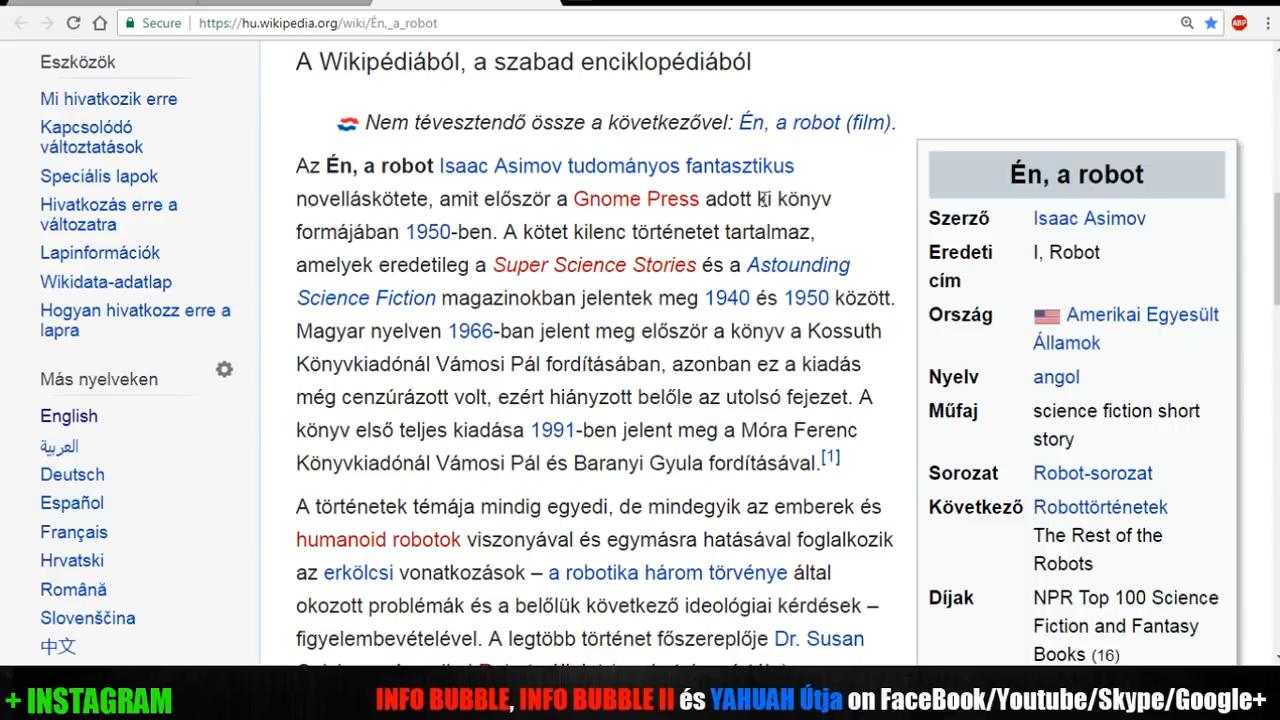 Secure
https://hu.wikipedia.org/wiki/Én,_a_robot
ABP
Eszközök
Mi hivatkozik erre
Kapcsolódó
változtatások
Speciális lapok
Hivatkozás erre a
változatra
Lapinformációk
Wikidata-adatlap
Hogyan hivatkozz erre a
lapra
Más nyelveken
English
العربية
Deutsch
Español
Français
Hrvatski
Română
Slovenščina
中文
A Wikipédiából, a szabad enciklopédiából
Nem tévesztendő össze a következővel: Én, a robot (film).
Az Én, a robot Isaac Asimov tudományos fantasztikus
novelláskötete, amit először a Gnome Press adott ki könyv
formájában 1950-ben. A kötet kilenc történetet tartalmaz,
amelyek eredetileg a Super Science Stories és a Astounding
Science Fiction magazinokban jelentek meg 1940 és 1950 között.
Magyar nyelven 1966-ban jelent meg először a könyv a Kossuth
Könyvkiadónál Vámosi Pál fordításában, azonban ez a kiadás
még cenzúrázott volt, ezért hiányzott belőle az utolsó fejezet. A
könyv első teljes kiadása 1991-ben jelent meg a Móra Ferenc
Könyvkiadónál Vámosi Pál és Baranyi Gyula fordításával.[1]
A történetek témája mindig egyedi, de mindegyik az emberek és
humanoid robotok viszonyával és egymásra hatásával foglalkozik
az erkölcsi vonatkozások – a robotika három törvénye által
okozott problémák és a belőlük következő ideológiai kérdések –
figyelembevételével. A legtöbb történet főszereplője Dr. Susan
Én, a robot
Szerző Isaac Asimov
Eredeti I, Robot
cím
Ország Amerikai Egyesült
Államok
Nyelv angol
Műfaj science fiction short
story
Sorozat Robot-sorozat
Következő Robottörténetek
The Rest of the
Robots
Díjak NPR Top 100 Science
Fiction and Fantasy
Books (16)
+ INSTAGRAM
INFO BUBBLE, INFO BUBBLE II és YAHUAH Útja on FaceBook/Youtube/Skype/Google+